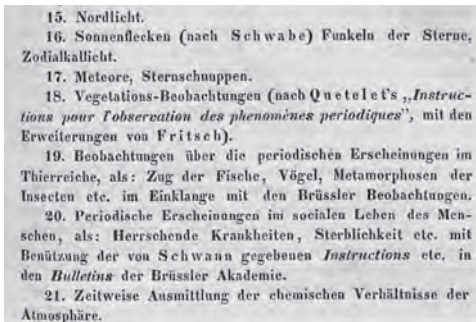 15. Nordlicht.
16. Sonnenflecken (nach Schwabe) Funkeln der Sterne,
Zodialkallicht.
17. Meteore, Sternschnuppen.
18. Vegetations-Beobachtungen (nach Quetelet's „Instruc-
tions pour l'observation des phenomènes periodiques", mit den
Erweiterungen von Fritsch).
19. Beobachtungen über die periodischen Erscheinungen im
Thierreiche, als: Zug der Fische, Vögel, Metamorphosen der
Insecten etc. im Einklange mit den Brüssler Beobachtungen.
20. Periodische Erscheinungen im socialen Leben des Men-
schen, als: Herrschende Krankheiten, Sterblichkeit etc. mit
Benützung der von Schwann gegebenen Instructions etc. in
den Bulletins der Brüssler Akademie.
21. Zeitweise Ausmittlung der chemischen Verhältnisse der
Atmosphäre.